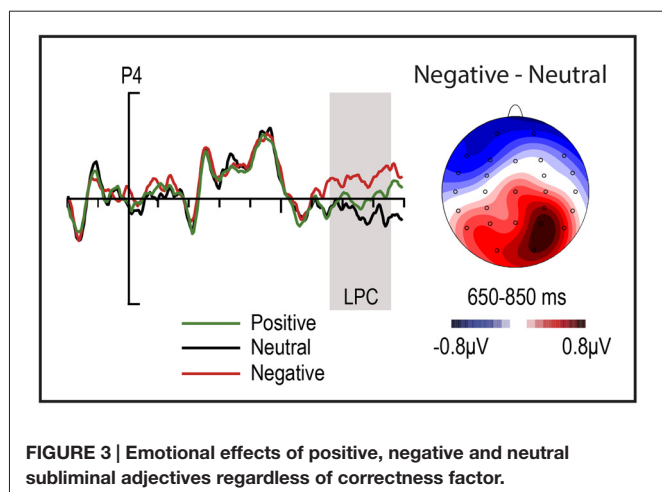 P4
Negative - Neutral
LPC
650-850 ms
Positive
Neutral
Negative
-0.8µV
0.8µV
FIGURE 3 | Emotional effects of positive, negative and neutral
subliminal adjectives regardless of correctness factor.